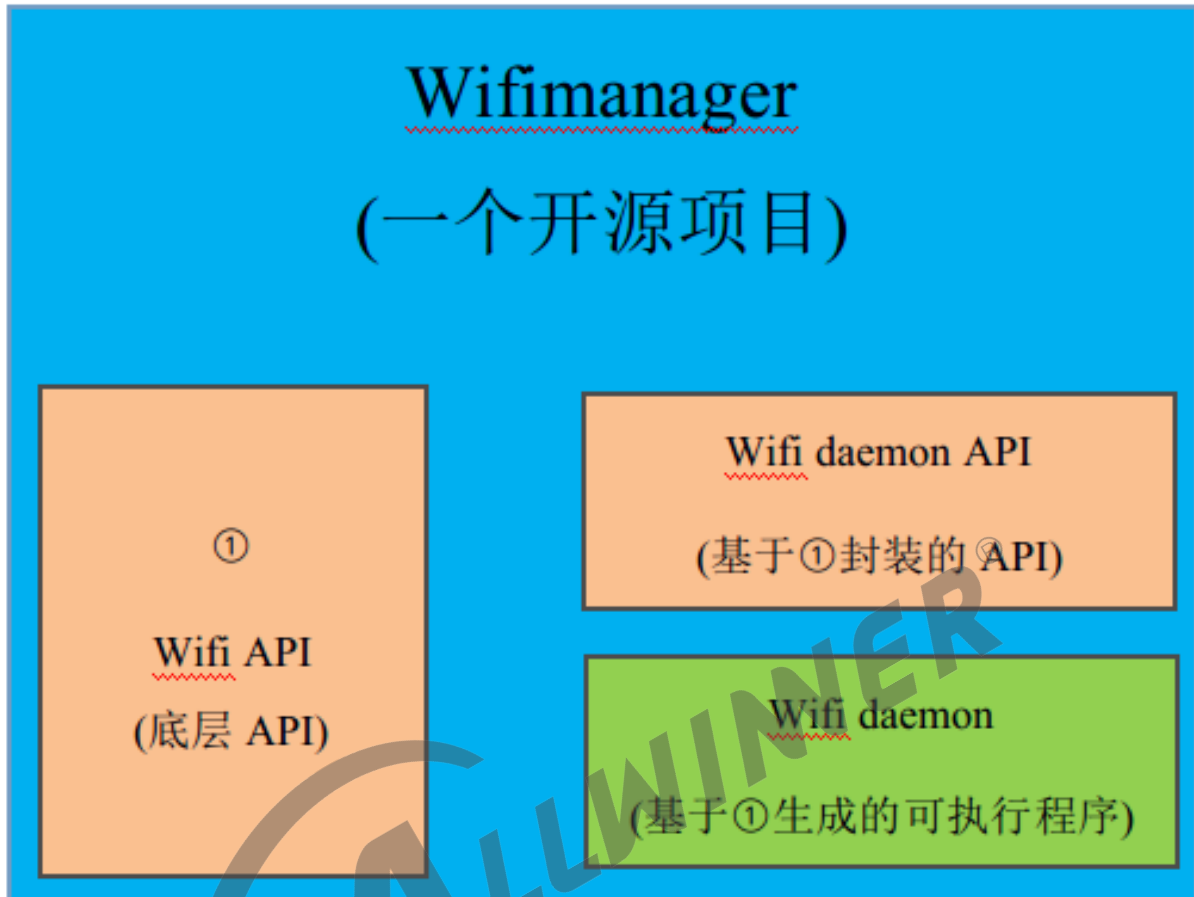 Wifimanager
(一个开源项目)
①
Wifi API
(底层 API)
Wifi daemon API
(基于①封装的 API)
Wifi daemon
(基于①生成的可执行程序)
ALLWINNER®